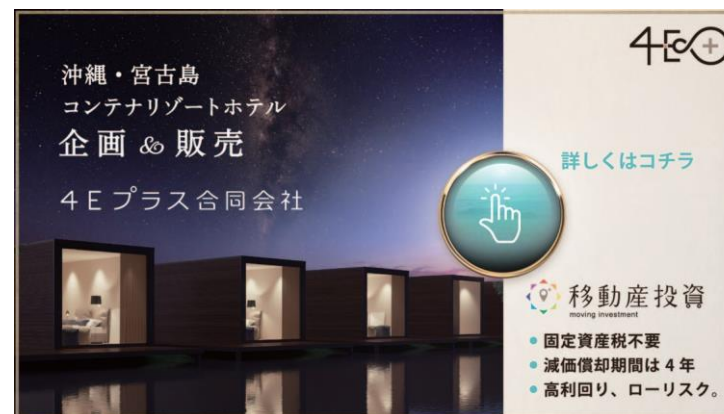 沖縄・宮古島
コンテナリゾートホテル
企画 & 販売
4Eプラス合同会社
4E
詳しくはコチラ
移動産投資
moving investment
固定資産税不要
減価償却期間は4年
高利回り、ローリスク。